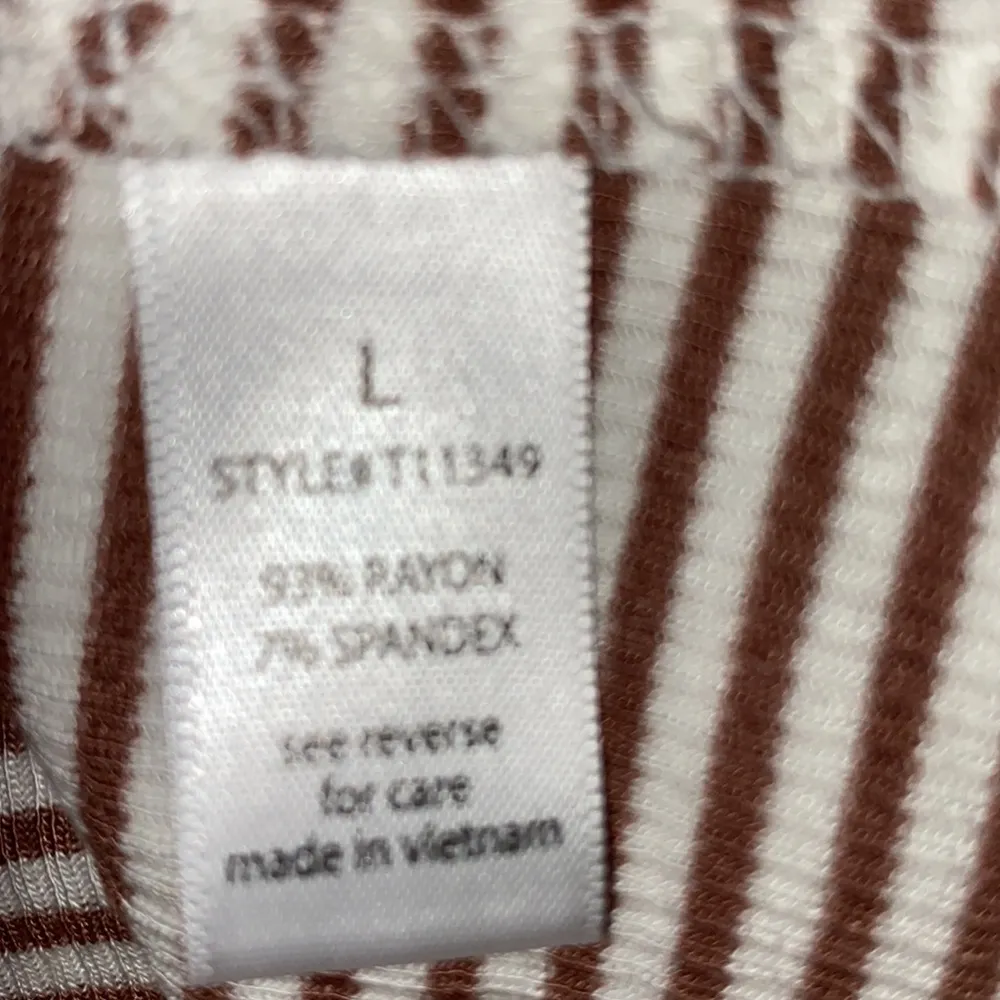 L
STYLE# T11349
93% RAYON
7% SPANDEX
see reverse
for care
made in vietnam